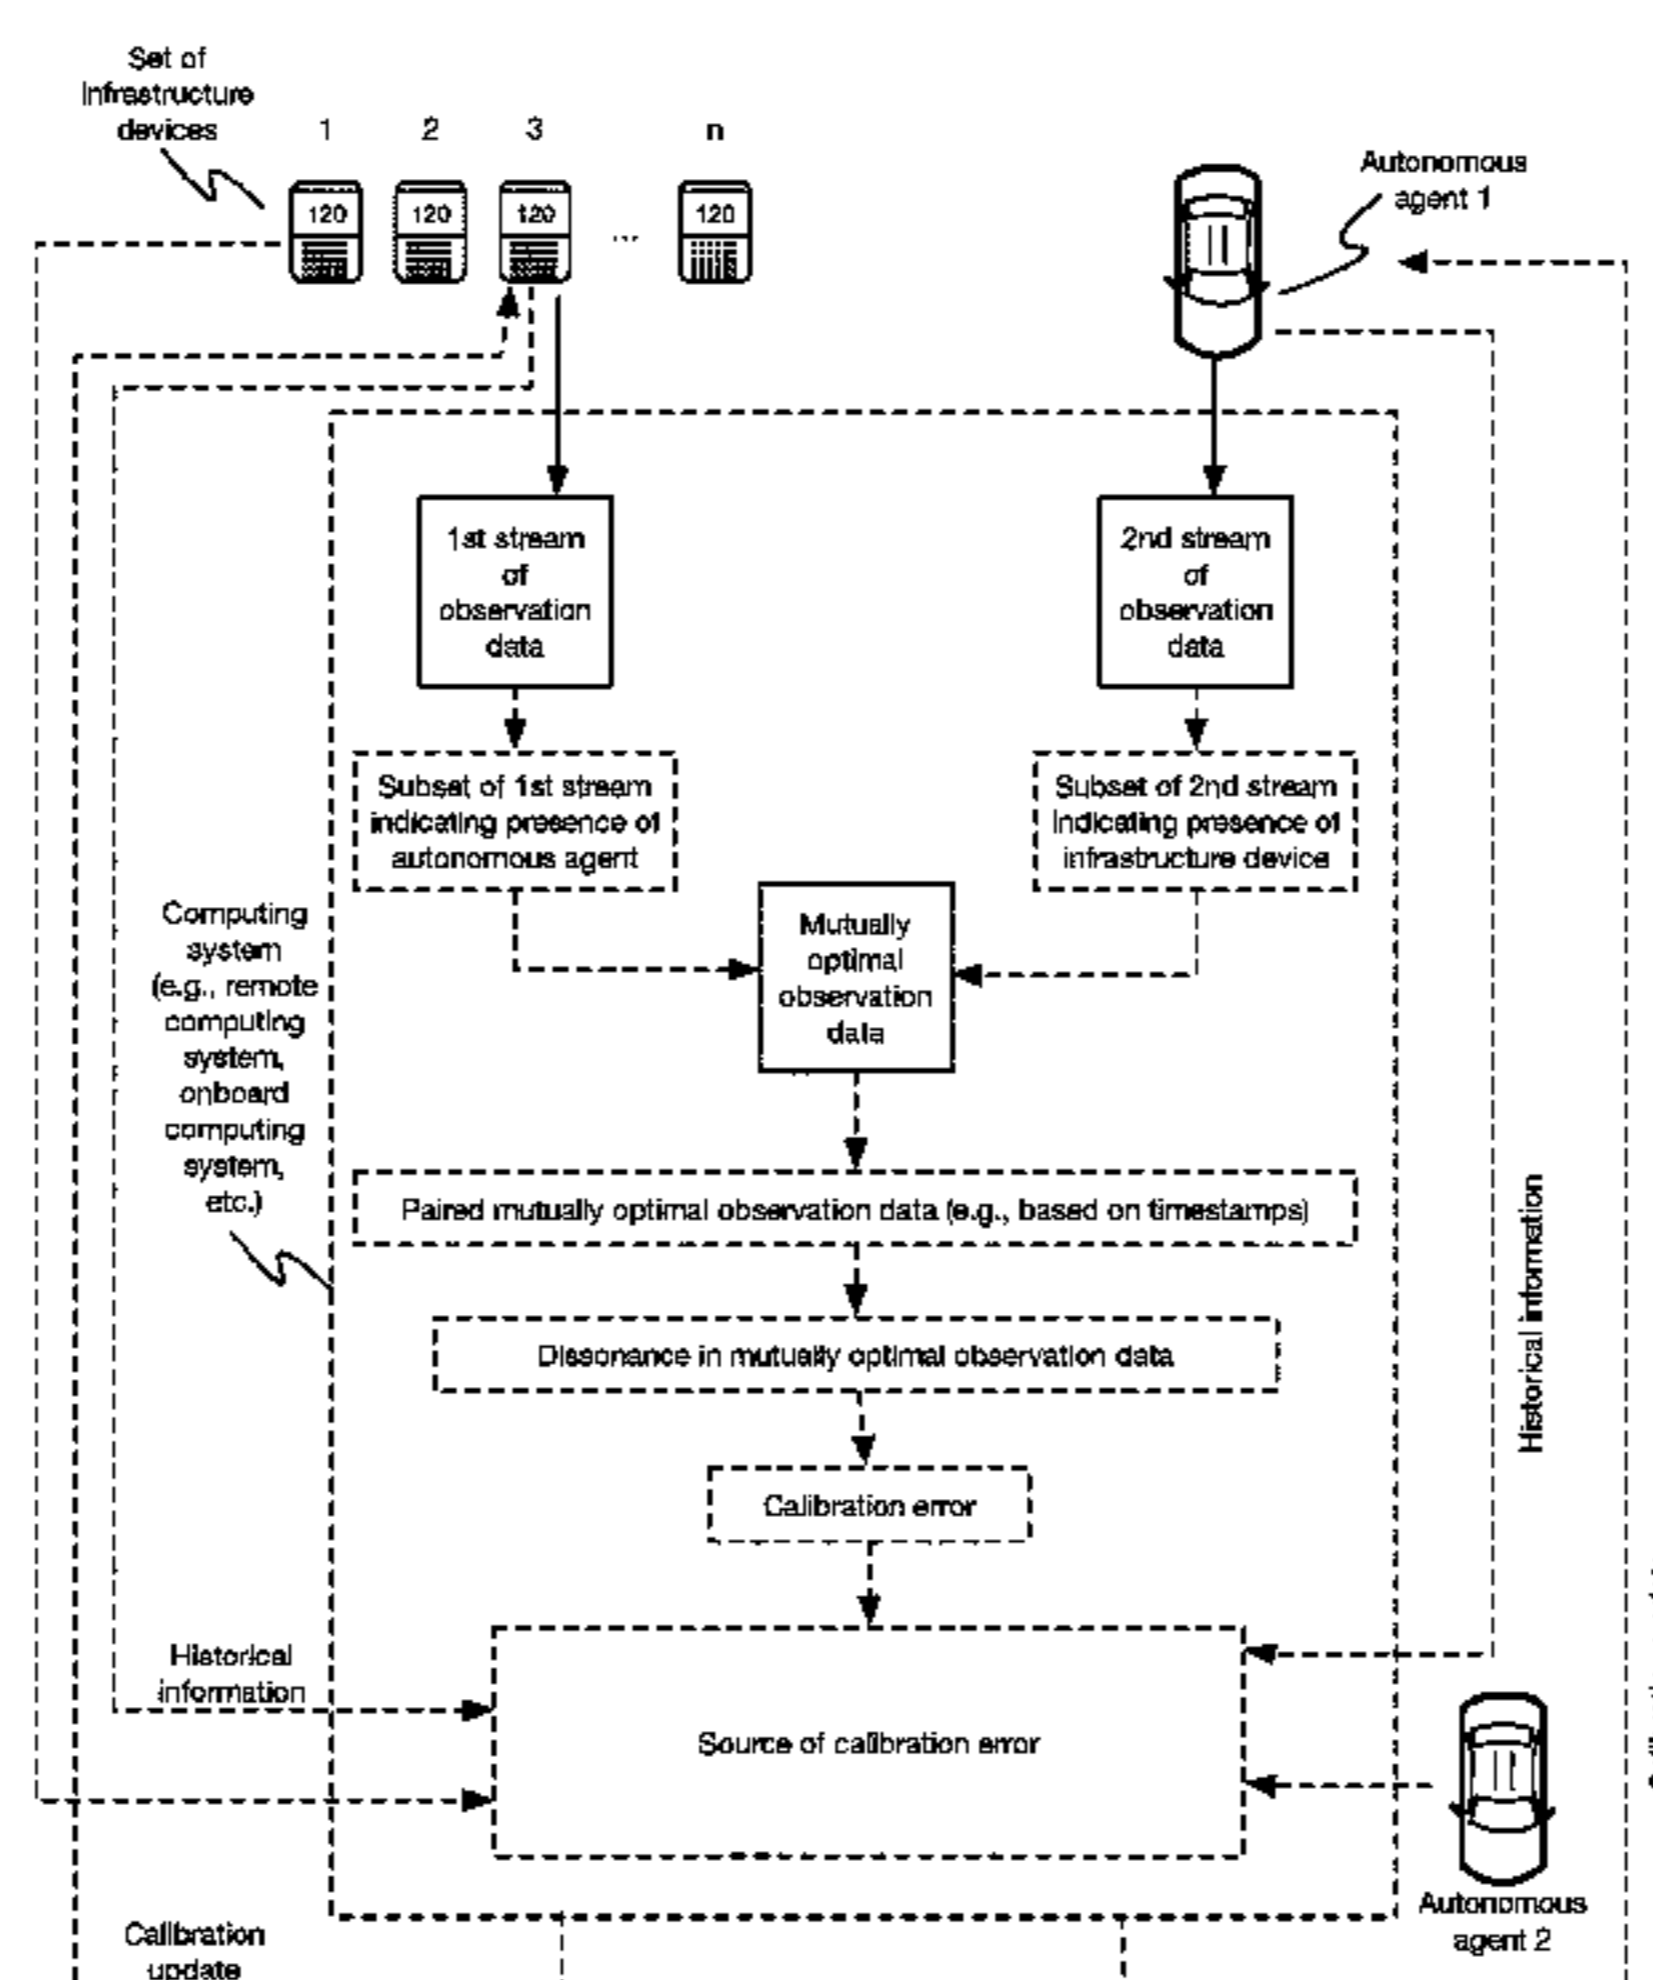 Set of
infrastructure
devices
1 2 3 n
120 120 120 ... 120
Autonomous
agent 1
1st stream
of
observation
data
2nd stream
of
observation
data
Subset of 1st stream
indicating presence of
autonomous agent
Subset of 2nd stream
indicating presence of
infrastructure device
Mutually
optimal
observation
data
Computing
system
(e.g., remote
computing
system,
onboard
computing
system,
etc.)
Paired mutually optimal observation data (e.g., based on timestamps)
Dissonance in mutually optimal observation data
Calibration error
Historical information
Historical
information
Source of calibration error
Autonomous
agent 2
Calibration
update